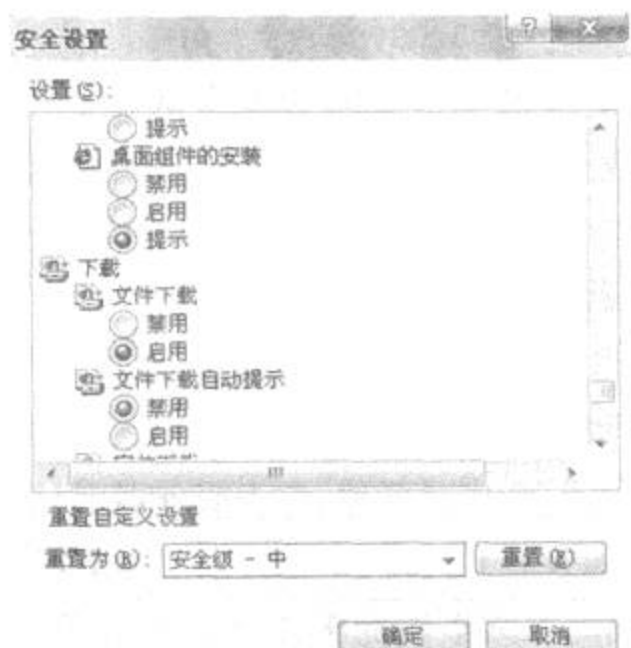 安全设置
设置(S):
提示
桌面组件的安装
禁用
启用
提示
下载
文件下载
禁用
启用
文件下载自动提示
禁用
启用
重置自定义设置
重置为(R): 安全级 - 中 重置(E)
确定 取消